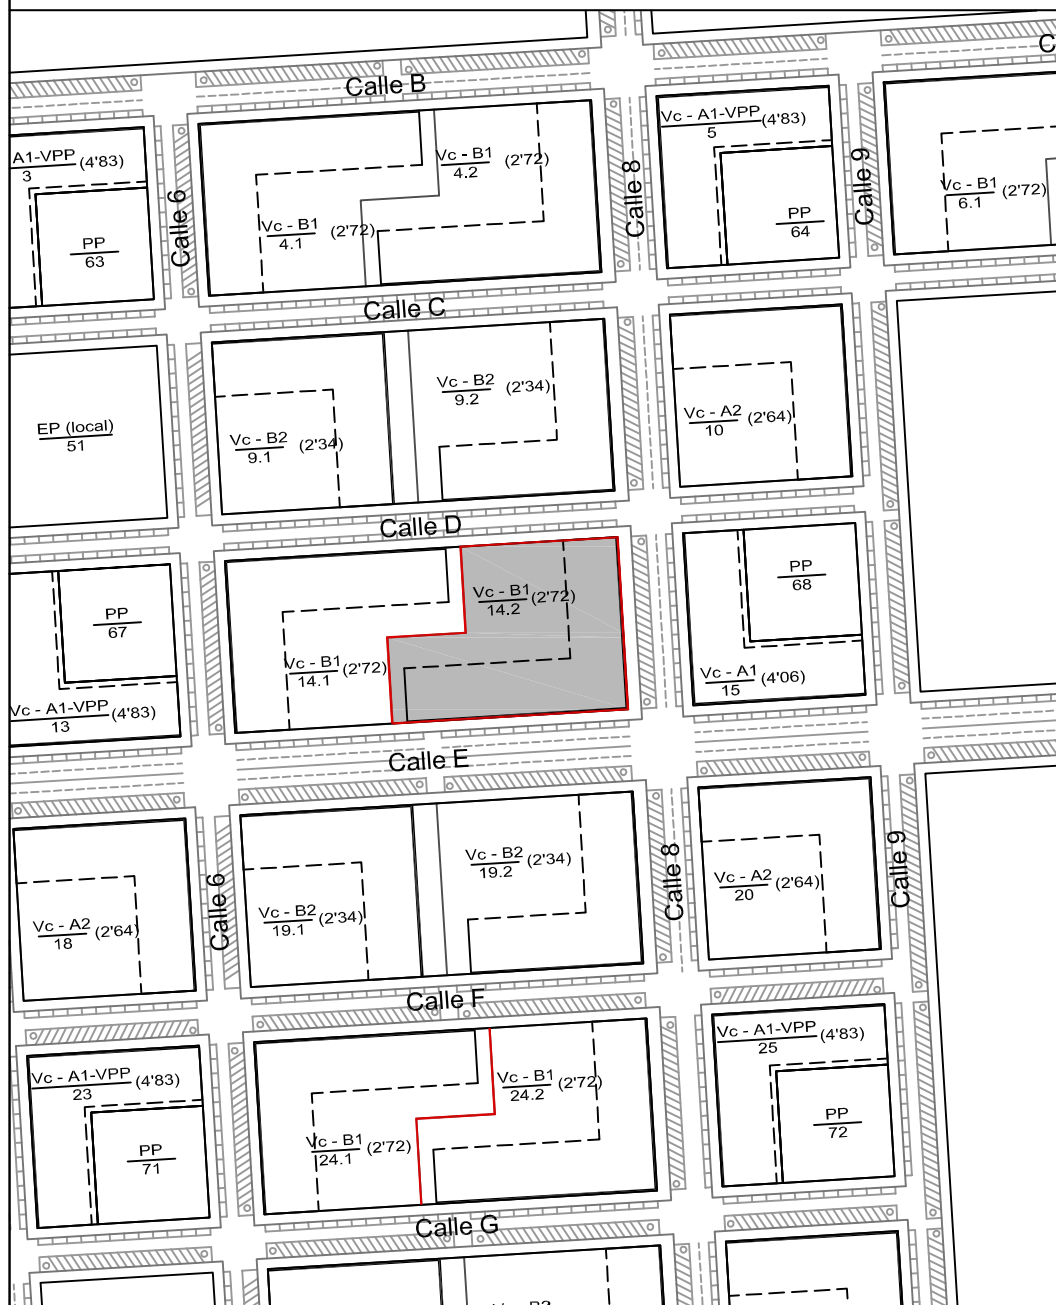 C
Calle B
A1-VPP (4'83)
3
PP
63
Calle 6
Vc - B1 (2'72)
4.1
Vc - B1 (2'72)
4.2
Calle 8
Vc - A1-VPP (4'83)
5
PP
64
Calle 9
Vc - B1 (2'72)
6.1
Calle C
EP (local)
51
Vc - B2 (2'34)
9.1
Vc - B2 (2'34)
9.2
Vc - A2 (2'64)
10
Calle D
PP
67
Vc - A1-VPP (4'83)
13
Vc - B1 (2'72)
14.1
Vc - B1 (2'72)
14.2
PP
68
Vc - A1 (4'06)
15
Calle E
Vc - A2 (2'64)
18
Calle 6
Vc - B2 (2'34)
19.1
Vc - B2 (2'34)
19.2
Calle 8
Vc - A2 (2'64)
20
Calle 9
Calle F
Vc - A1-VPP (4'83)
23
PP
71
Vc - B1 (2'72)
24.1
Vc - B1 (2'72)
24.2
Vc - A1-VPP (4'83)
25
PP
72
Calle G